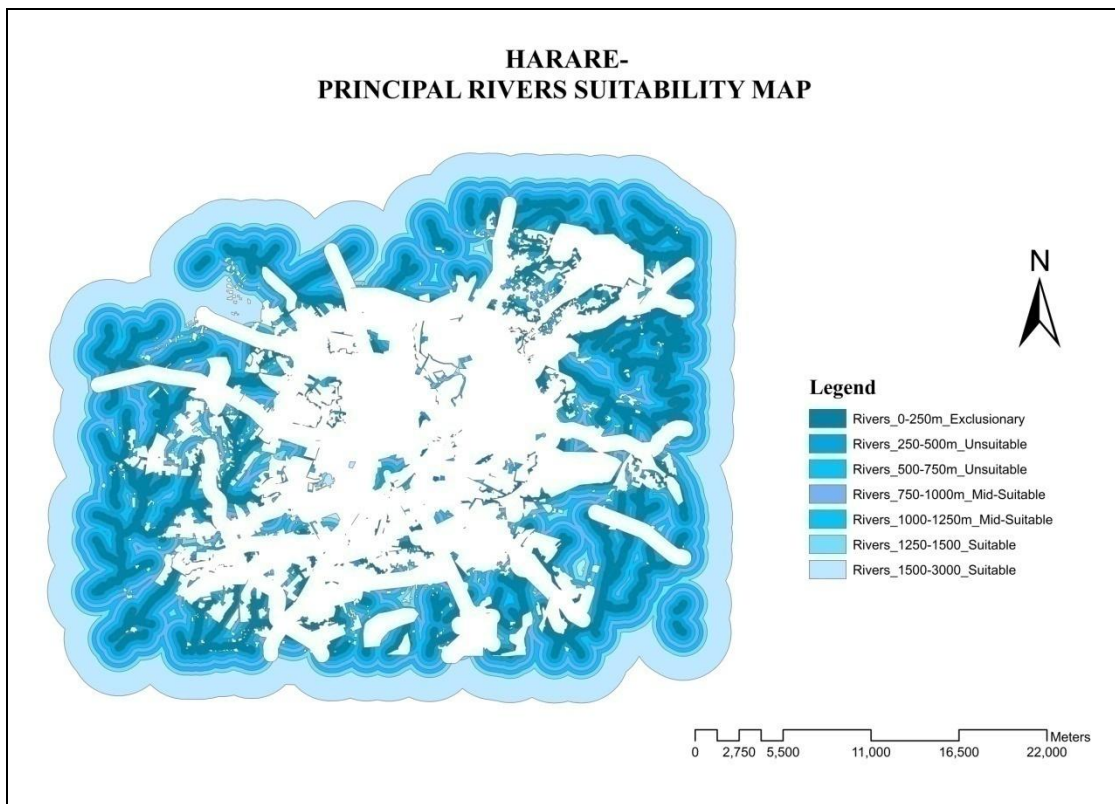 HARARE-
PRINCIPAL RIVERS SUITABILITY MAP
N
Legend
Rivers_0-250m_Exclusionary
Rivers_250-500m_Unsuitable
Rivers_500-750m_Unsuitable
Rivers_750-1000m_Mid-Suitable
Rivers_1000-1250m_Mid-Suitable
Rivers_1250-1500_Suitable
Rivers_1500-3000_Suitable
Meters
0 2,750 5,500 11,000 16,500 22,000